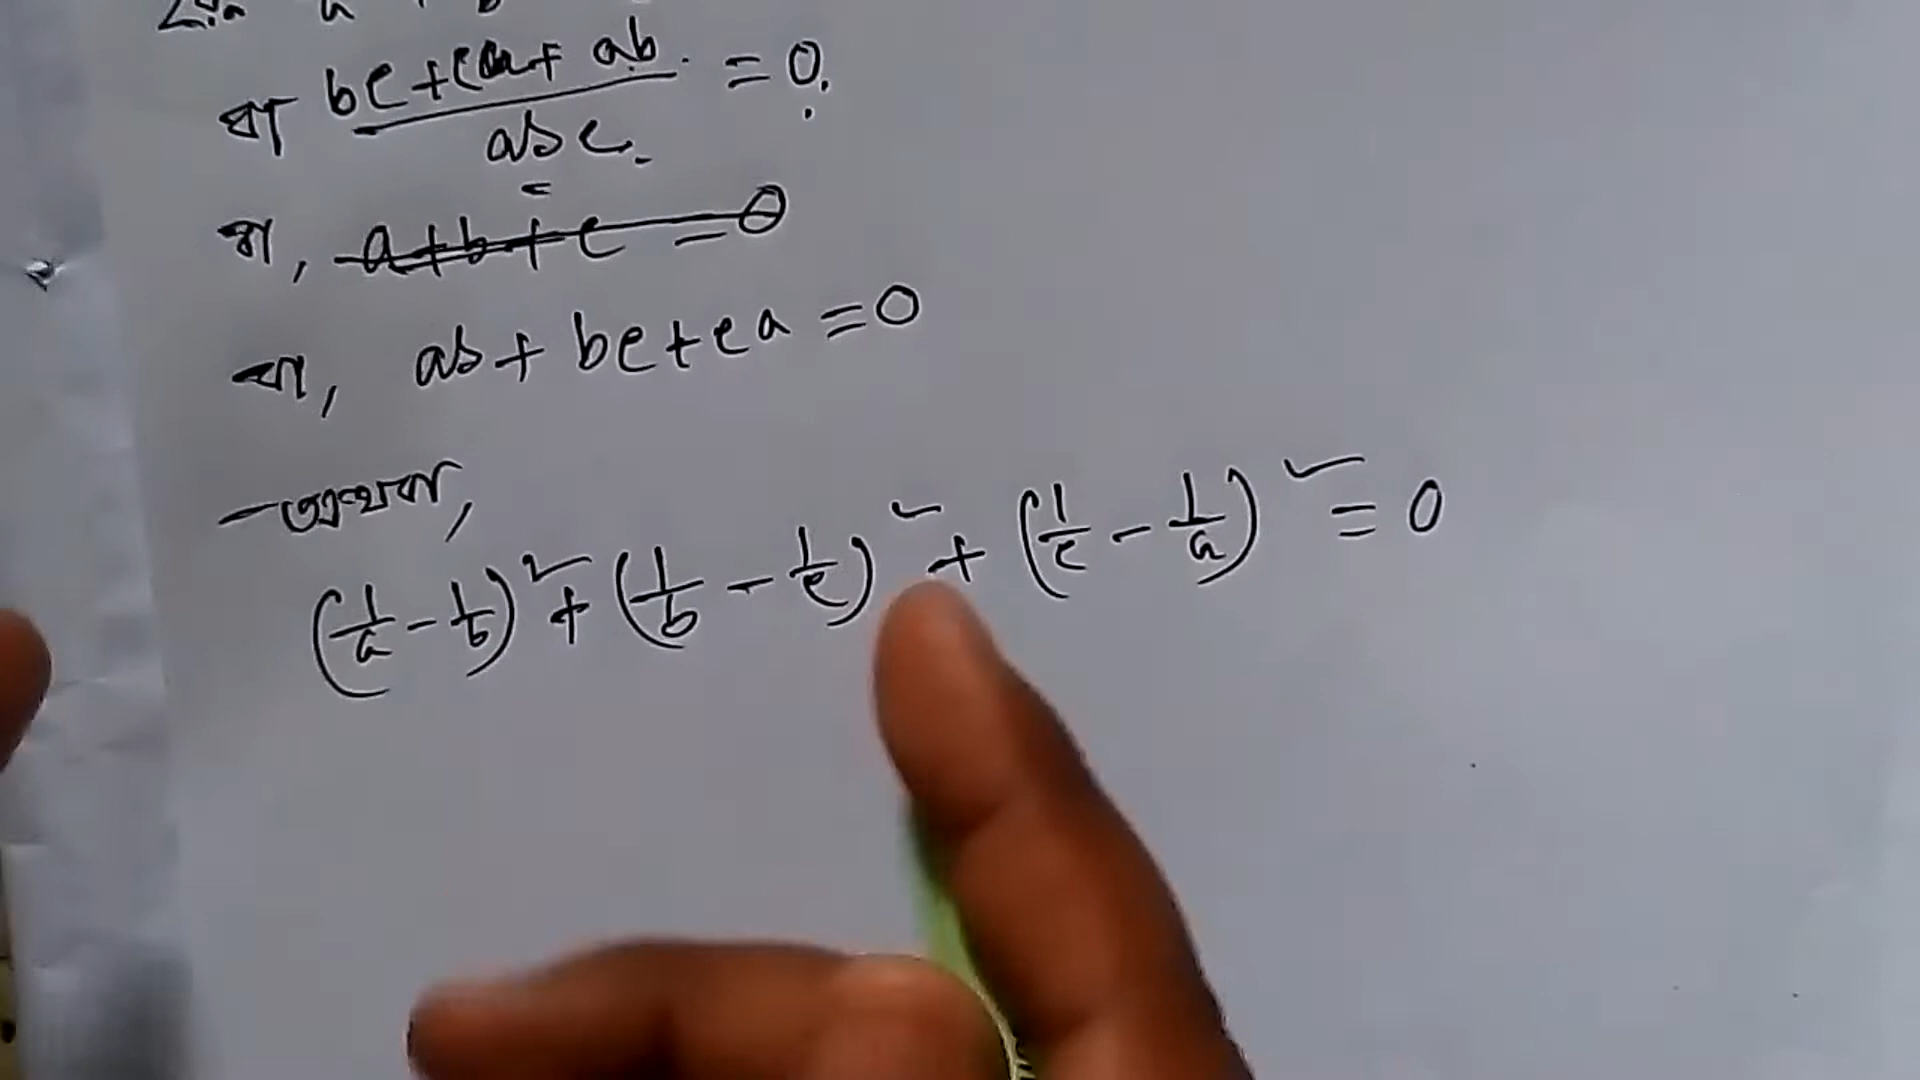 বা bc+ca+ ab / abc = 0.
বা, a+b+c = 0
বা, ab + bc+ca =0
অথবা,
(1/a - 1/b)² + (1/b - 1/c)² + (1/c - 1/a)² = 0